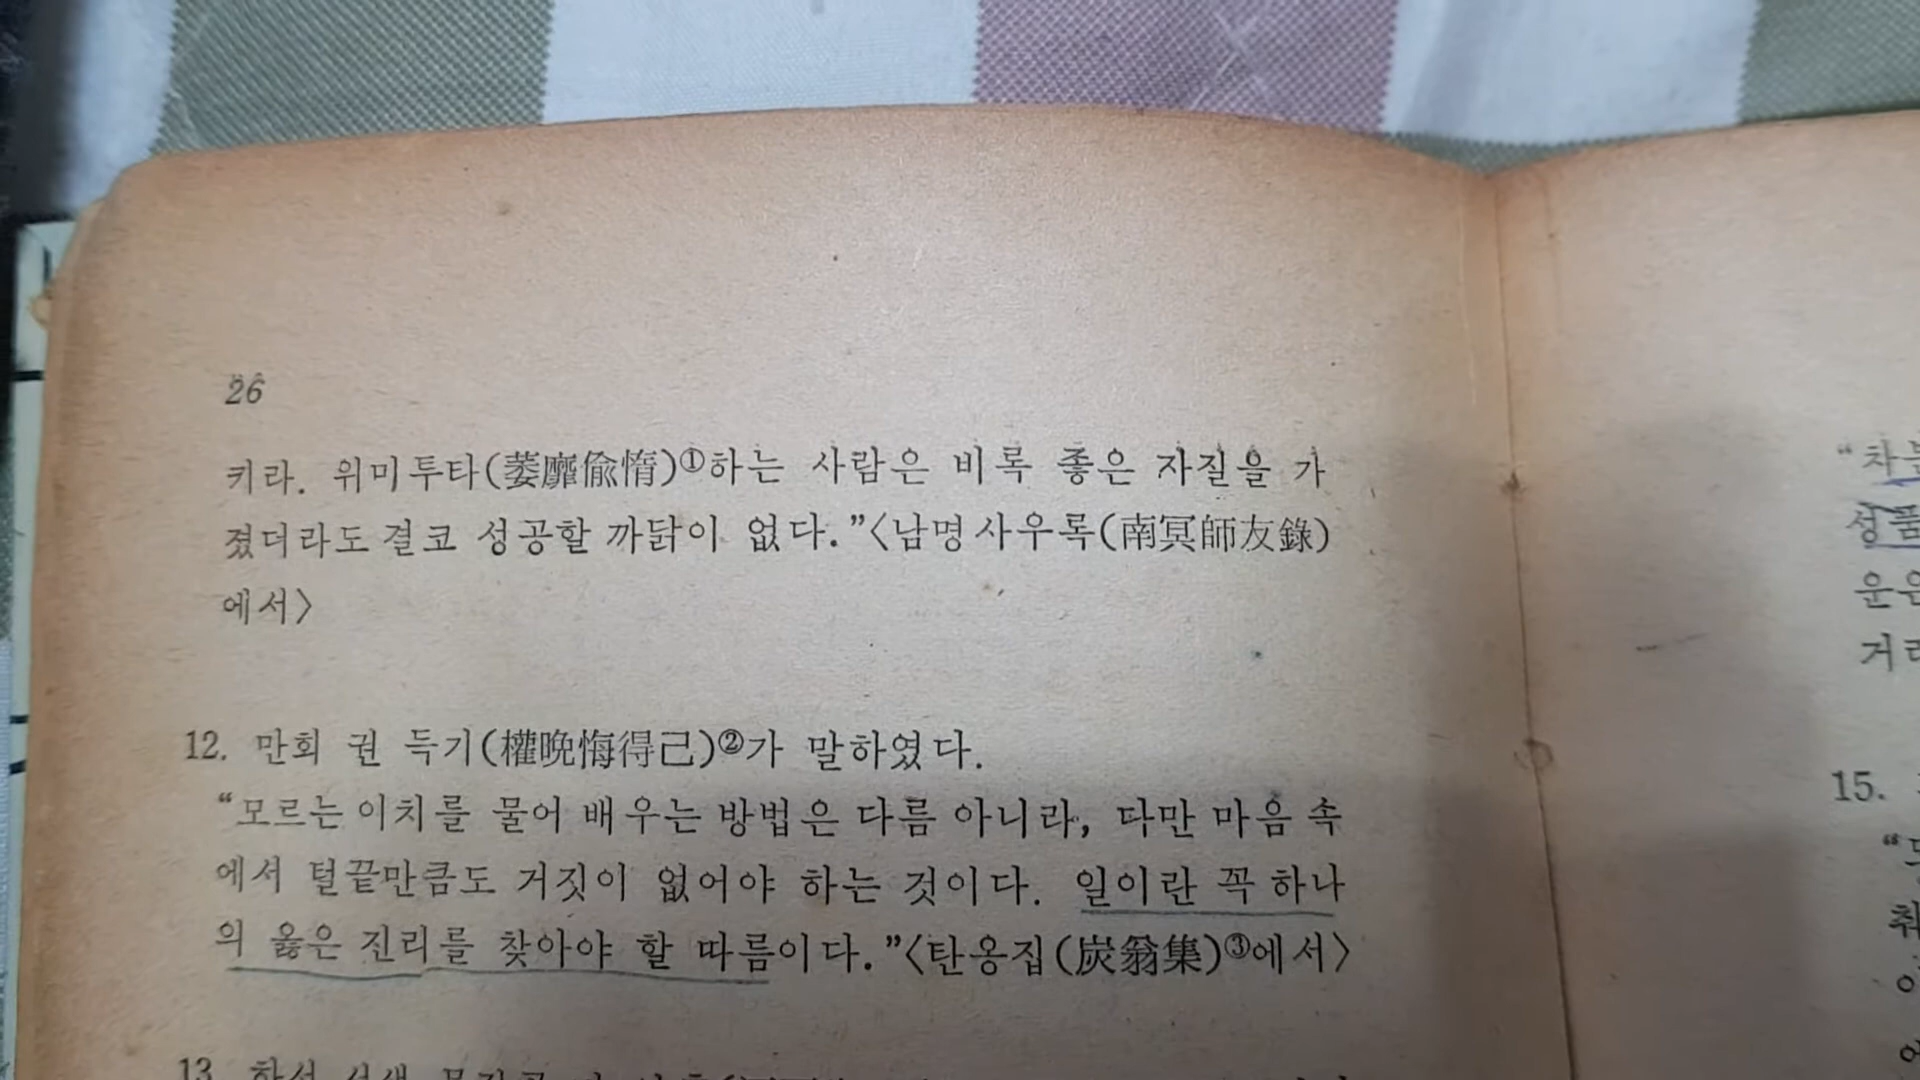 26
키라. 위미투타(萎靡偸惰)①하는 사람은 비록 좋은 자질을 가
졌더라도 결코 성공할 까닭이 없다.”〈남명사우록(南冥師友錄)
에서〉
12. 만회 권 득기(權晩悔得己)②가 말하였다.
“모르는 이치를 물어 배우는 방법은 다름 아니라, 다만 마음 속
에서 털끝만큼도 거짓이 없어야 하는 것이다. 일이란 꼭 하나
의 옳은 진리를 찾아야 할 따름이다.”〈탄옹집(炭翁集)③에서〉
13.
성품
운은
15.